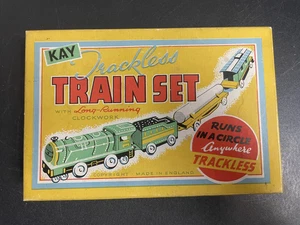 KAY
Trackless
TRAIN SET
WITH Long-Running
CLOCKWORK
RUNS
IN A CIRCLE
Anywhere
TRACKLESS
COPYRIGHT MADE IN ENGLAND